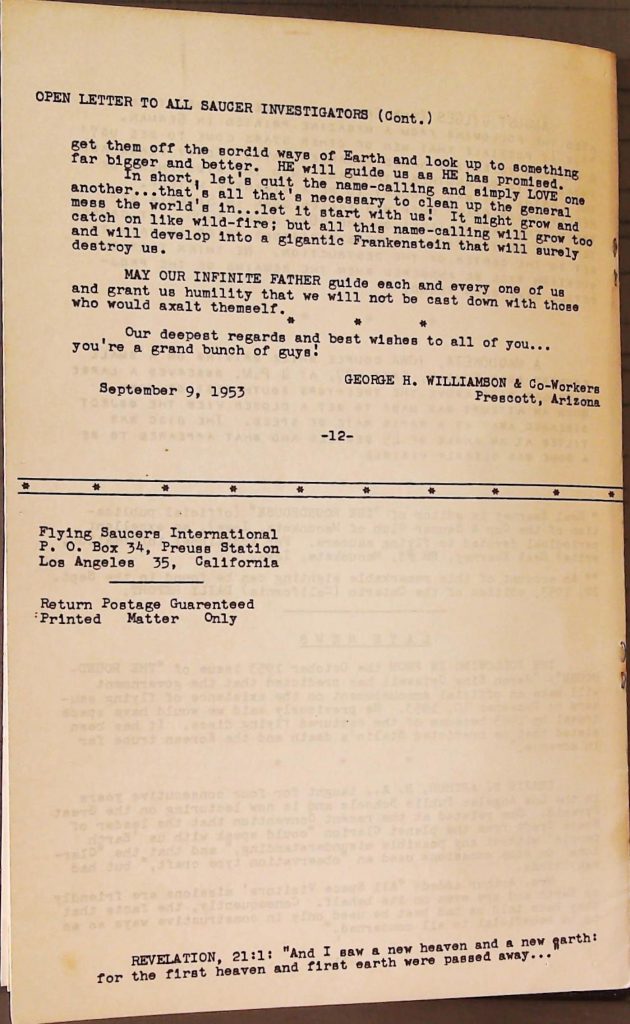 OPEN LETTER TO ALL SAUCER INVESTIGATORS (Cont.)
get them off the sordid ways of Earth and look up to something
far bigger and better. HE will guide us as HE has promised.
In short, let's quit the name-calling and simply LOVE one
another...that's all that's necessary to clean up the general
mess the world's in...let it start with us! It might grow and
catch on like wild-fire; but all this name-calling will grow too
and will develop into a gigantic Frankenstein that will surely
destroy us.
MAY OUR INFINITE FATHER guide each and every one of us
and grant us humility that we will not be cast down with those
who would axalt themself.
* * *
Our deepest regards and best wishes to all of you...
you're a grand bunch of guys!
GEORGE H. WILLIAMSON & Co-Workers
September 9, 1953
Prescott, Arizona
-12-
* * * * * * * * * *
Flying Saucers International
P. O. Box 34, Preuss Station
Los Angeles 35, California
Return Postage Guarenteed
Printed Matter Only
REVELATION, 21:1: "And I saw a new heaven and a new earth:
for the first heaven and first earth were passed away..."